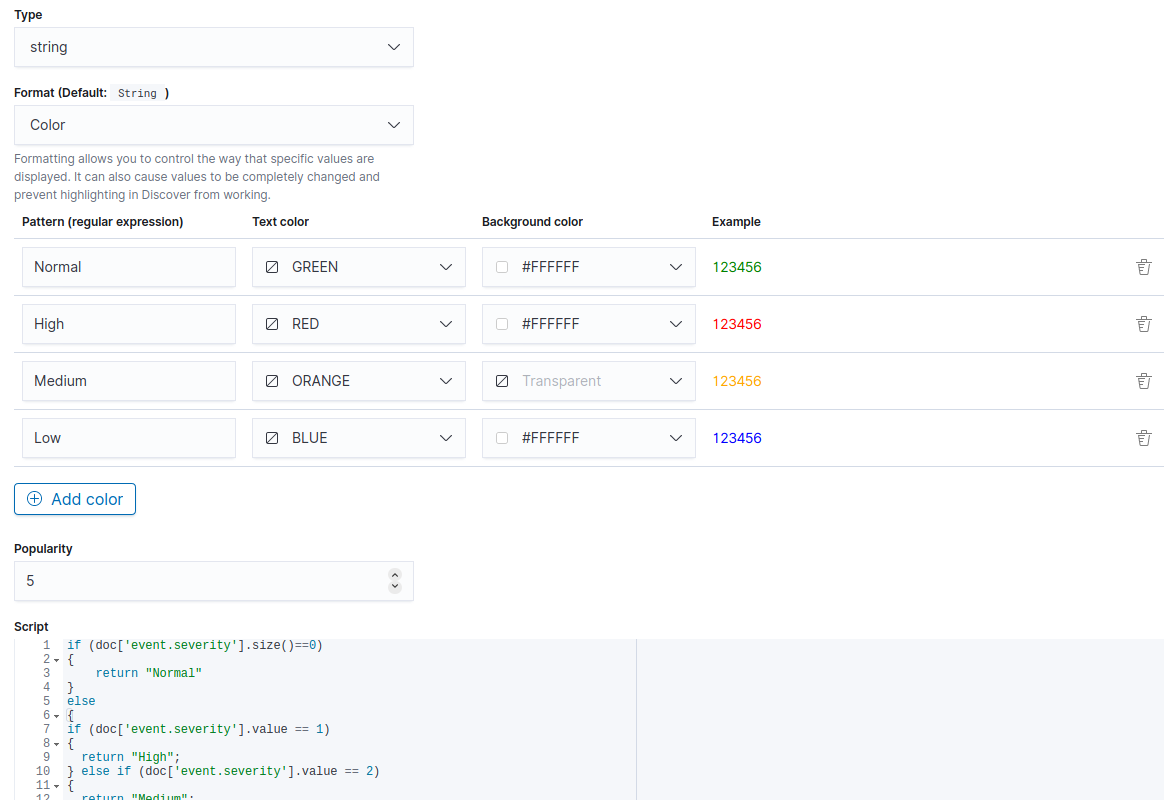 Type
string
Format (Default: String )
Color
Formatting allows you to control the way that specific values are
displayed. It can also cause values to be completely changed and
prevent highlighting in Discover from working.
Pattern (regular expression) Text color Background color Example
Normal GREEN #FFFFFF 123456
High RED #FFFFFF 123456
Medium ORANGE Transparent 123456
Low BLUE #FFFFFF 123456
Add color
Popularity
5
Script
1 if (doc['event.severity'].size()==0)
2 {
3 return "Normal"
4 }
5 else
6 {
7 if (doc['event.severity'].value == 1)
8 {
9 return "High";
10 } else if (doc['event.severity'].value == 2)
11 {
12 return "Medium";